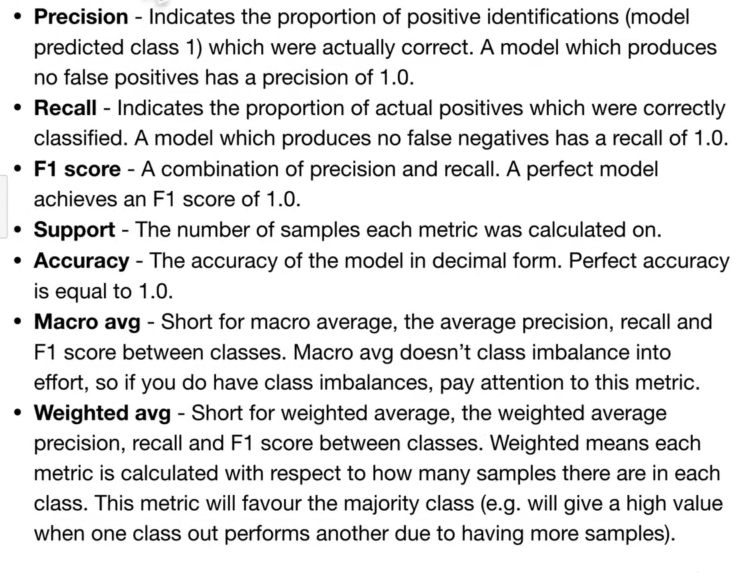 • Precision - Indicates the proportion of positive identifications (model
predicted class 1) which were actually correct. A model which produces
no false positives has a precision of 1.0.
• Recall - Indicates the proportion of actual positives which were correctly
classified. A model which produces no false negatives has a recall of 1.0.
• F1 score - A combination of precision and recall. A perfect model
achieves an F1 score of 1.0.
• Support - The number of samples each metric was calculated on.
• Accuracy - The accuracy of the model in decimal form. Perfect accuracy
is equal to 1.0.
• Macro avg - Short for macro average, the average precision, recall and
F1 score between classes. Macro avg doesn’t class imbalance into
effort, so if you do have class imbalances, pay attention to this metric.
• Weighted avg - Short for weighted average, the weighted average
precision, recall and F1 score between classes. Weighted means each
metric is calculated with respect to how many samples there are in each
class. This metric will favour the majority class (e.g. will give a high value
when one class out performs another due to having more samples).